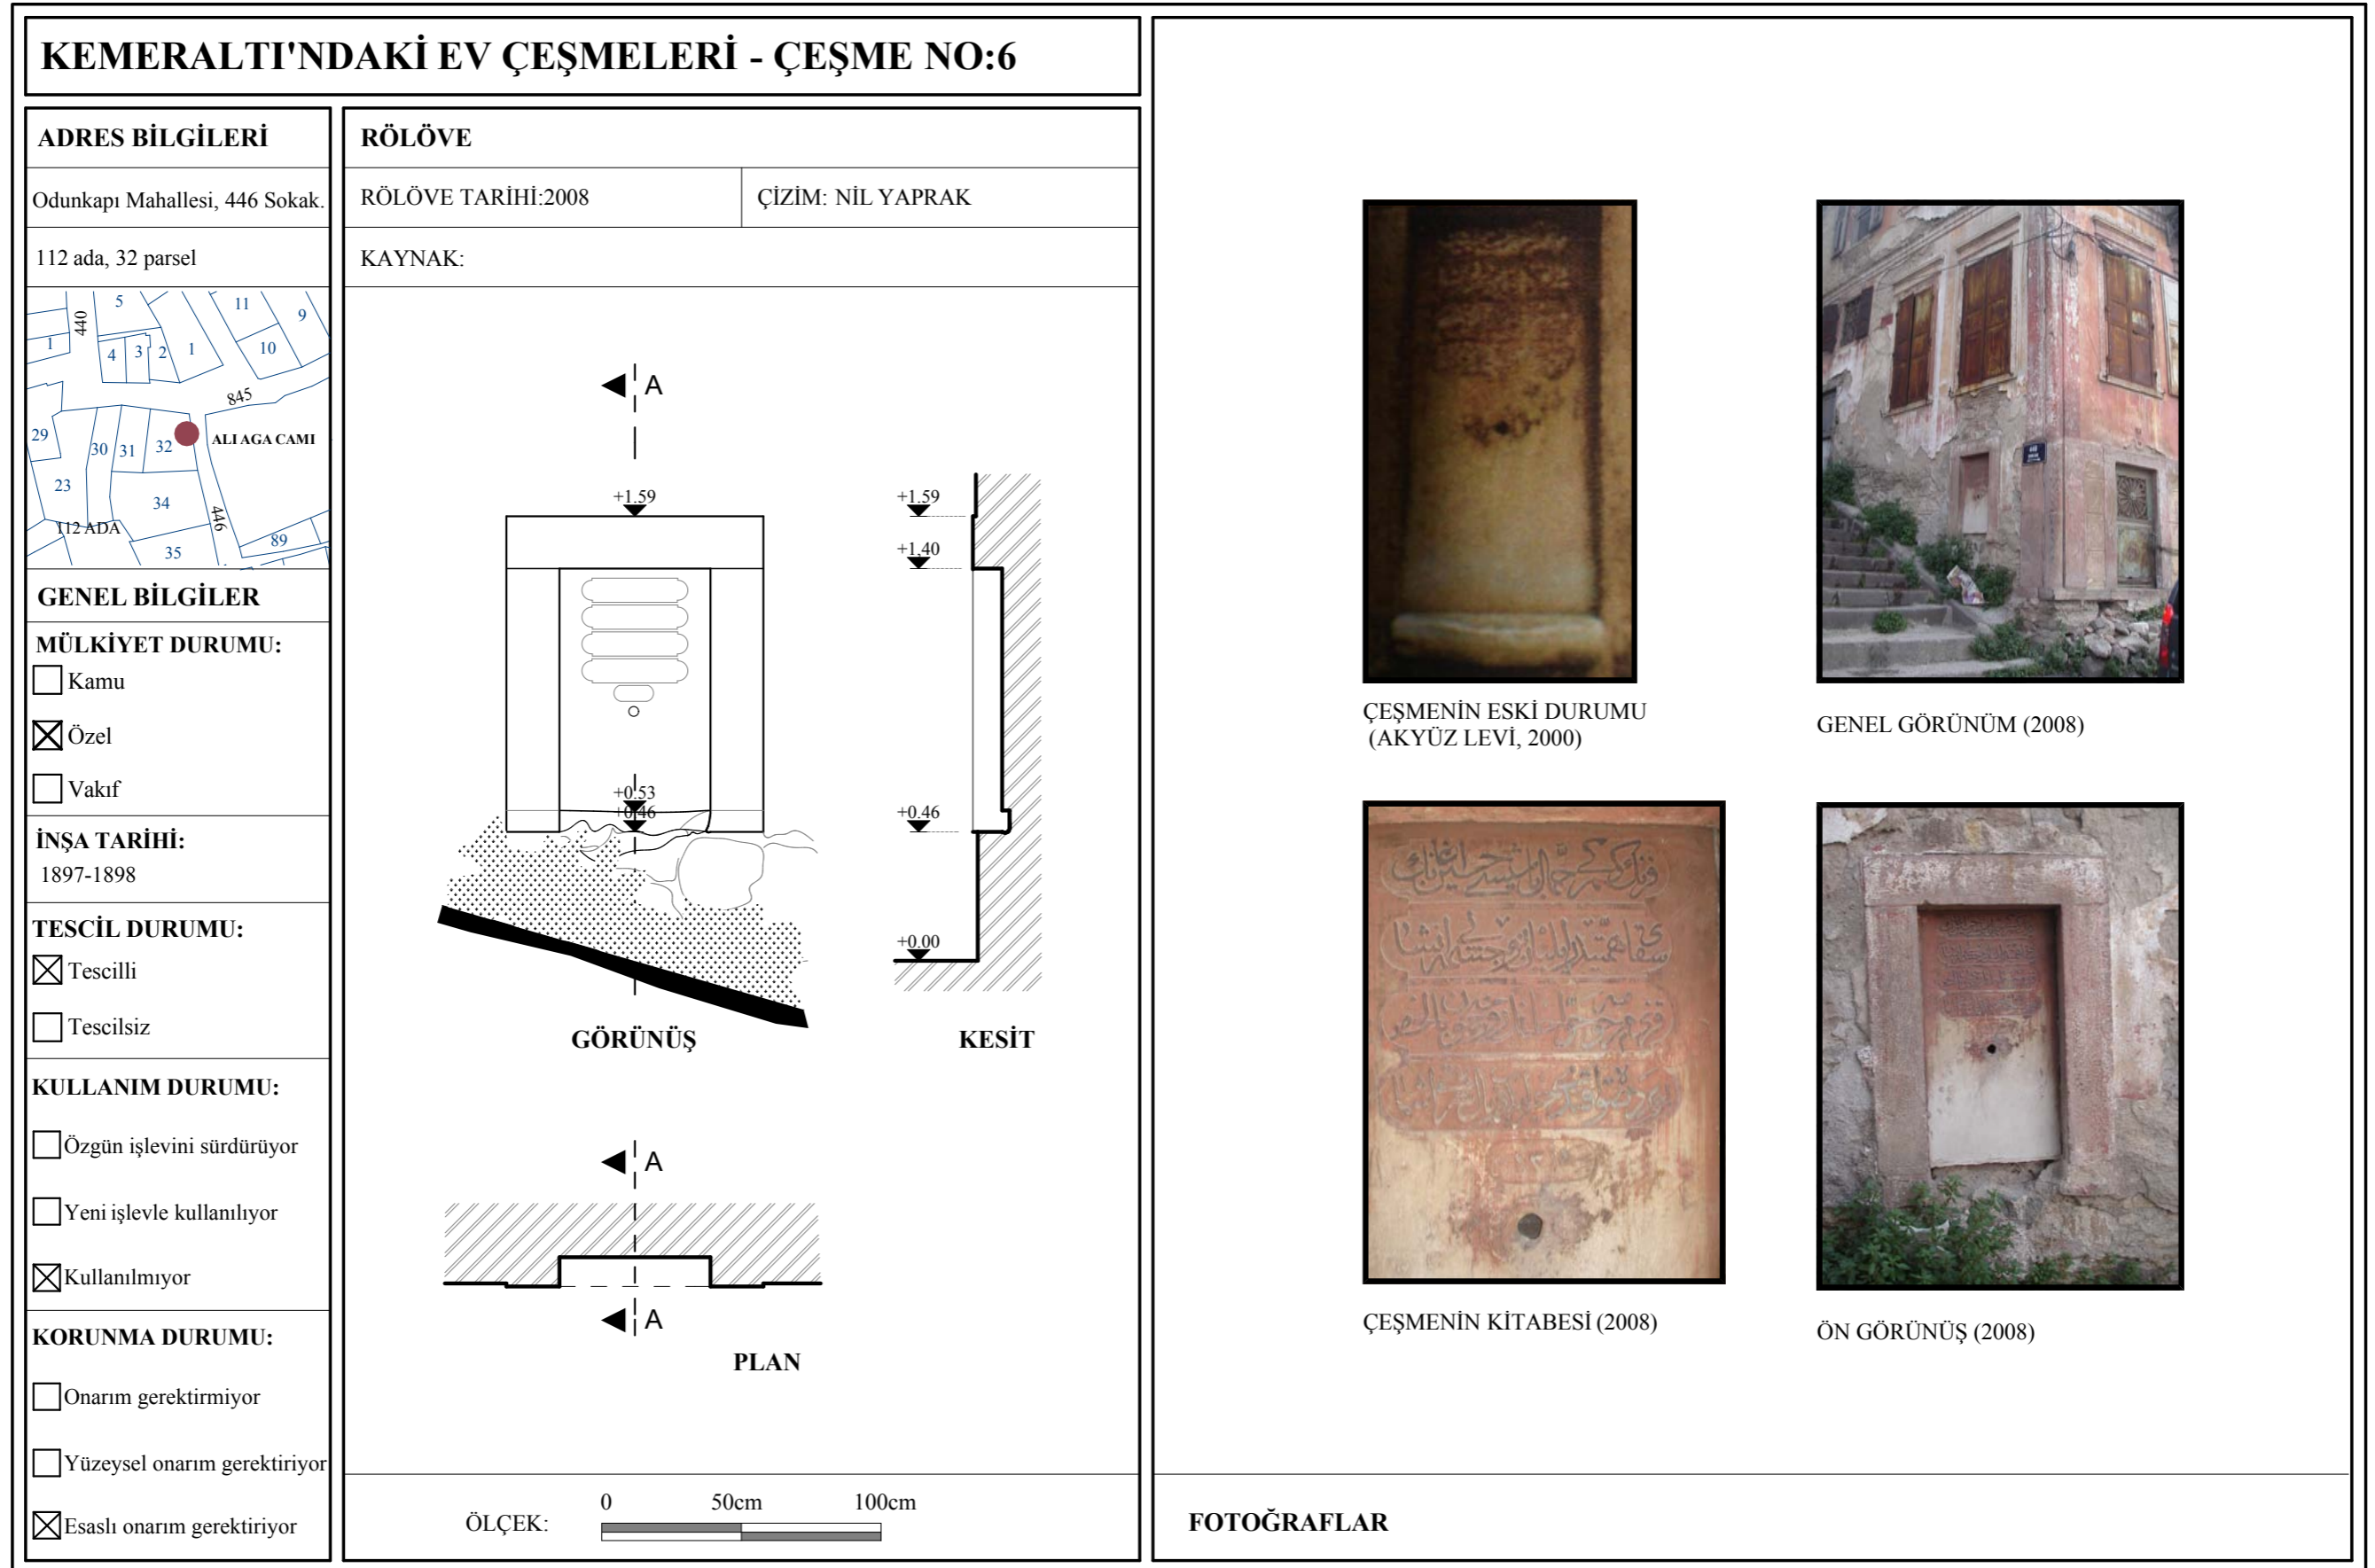 KEMERALTI'NDAKİ EV ÇEŞMELERİ - ÇEŞME NO:6
ADRES BİLGİLERİ
Odunkapı Mahallesi, 446 Sokak.
112 ada, 32 parsel
5
11
9
440
1
4
3
2
1
10
845
29
30
31
32
ALI AGA CAMI
23
34
446
112 ADA
35
89
GENEL BİLGİLER
MÜLKİYET DURUMU:
Kamu
Özel
Vakıf
İNŞA TARİHİ:
1897-1898
TESCİL DURUMU:
Tescilli
Tescilsiz
KULLANIM DURUMU:
Özgün işlevini sürdürüyor
Yeni işlevle kullanılıyor
Kullanılmıyor
KORUNMA DURUMU:
Onarım gerektirmiyor
Yüzeysel onarım gerektiriyor
Esaslı onarım gerektiriyor
RÖLÖVE
RÖLÖVE TARİHİ:2008
ÇİZİM: NİL YAPRAK
KAYNAK:
A
+1.59
+0.53
+0.46
GÖRÜNÜŞ
+1.59
+1.40
+0.46
+0.00
KESİT
A
A
PLAN
ÖLÇEK:
0 50cm 100cm
ÇEŞMENİN ESKİ DURUMU
(AKYÜZ LEVİ, 2000)
GENEL GÖRÜNÜM (2008)
ÇEŞMENİN KİTABESİ (2008)
ÖN GÖRÜNÜŞ (2008)
FOTOĞRAFLAR